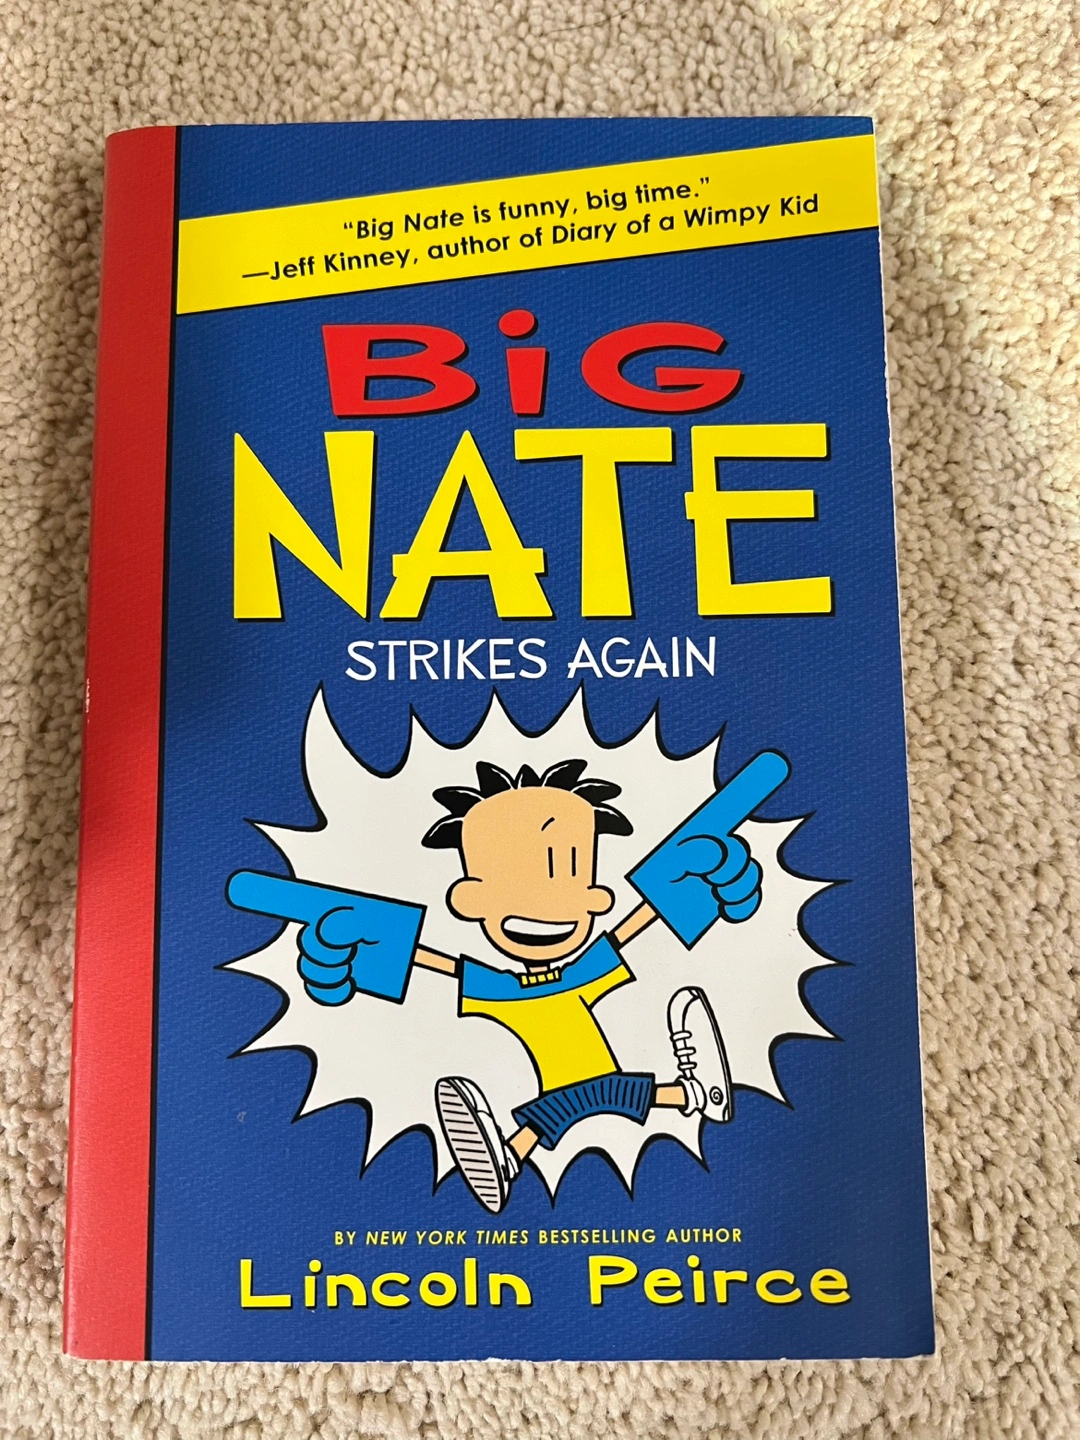 “Big Nate is funny, big time.”
—Jeff Kinney, author of Diary of a Wimpy Kid
BiG
NATE
STRIKES AGAIN
BY NEW YORK TIMES BESTSELLING AUTHOR
Lincoln Peirce